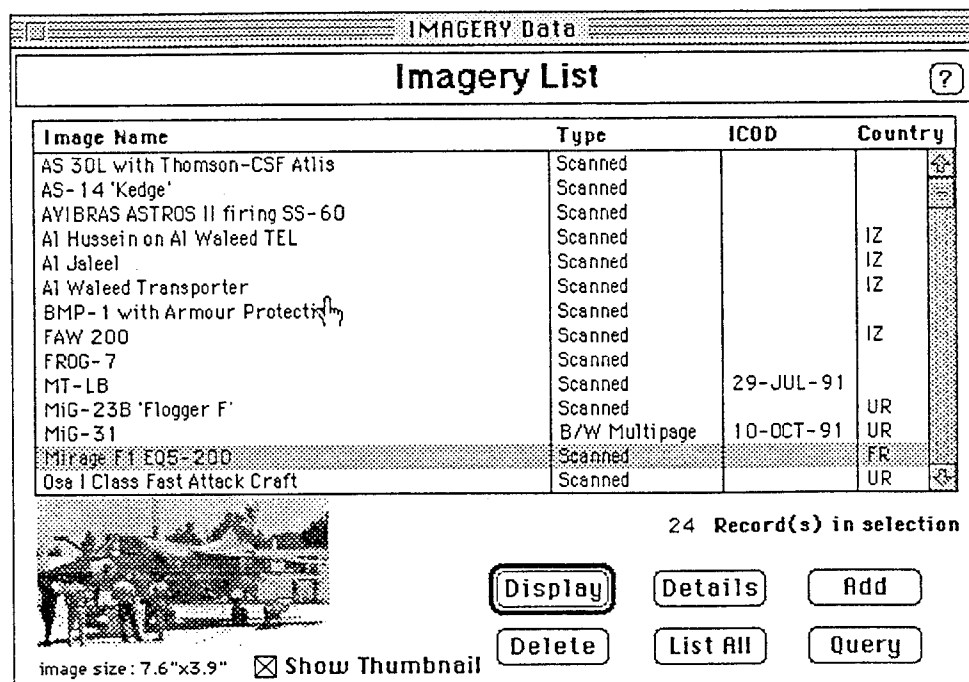 IMAGERY Data
Imagery List ?
Image Name Type ICOD Country
AS 30L with Thomson-CSF Atlis Scanned
AS-14 'Kedge' Scanned
AVIBRAS ASTROS II firing SS-60 Scanned
Al Hussein on Al Waleed TEL Scanned IZ
Al Jaleel Scanned IZ
Al Waleed Transporter Scanned IZ
BMP-1 with Armour Protection Scanned
FAW 200 Scanned IZ
FROG-7 Scanned
MT-LB Scanned 29-JUL-91
MiG-23B 'Flogger F' Scanned UR
MiG-31 B/W Multipage 10-OCT-91 UR
Mirage F1 EQ5-200 Scanned FR
Osa I Class Fast Attack Craft Scanned UR
24 Record(s) in selection
Display Details Add
Delete List All Query
image size: 7.6"x3.9" Show Thumbnail